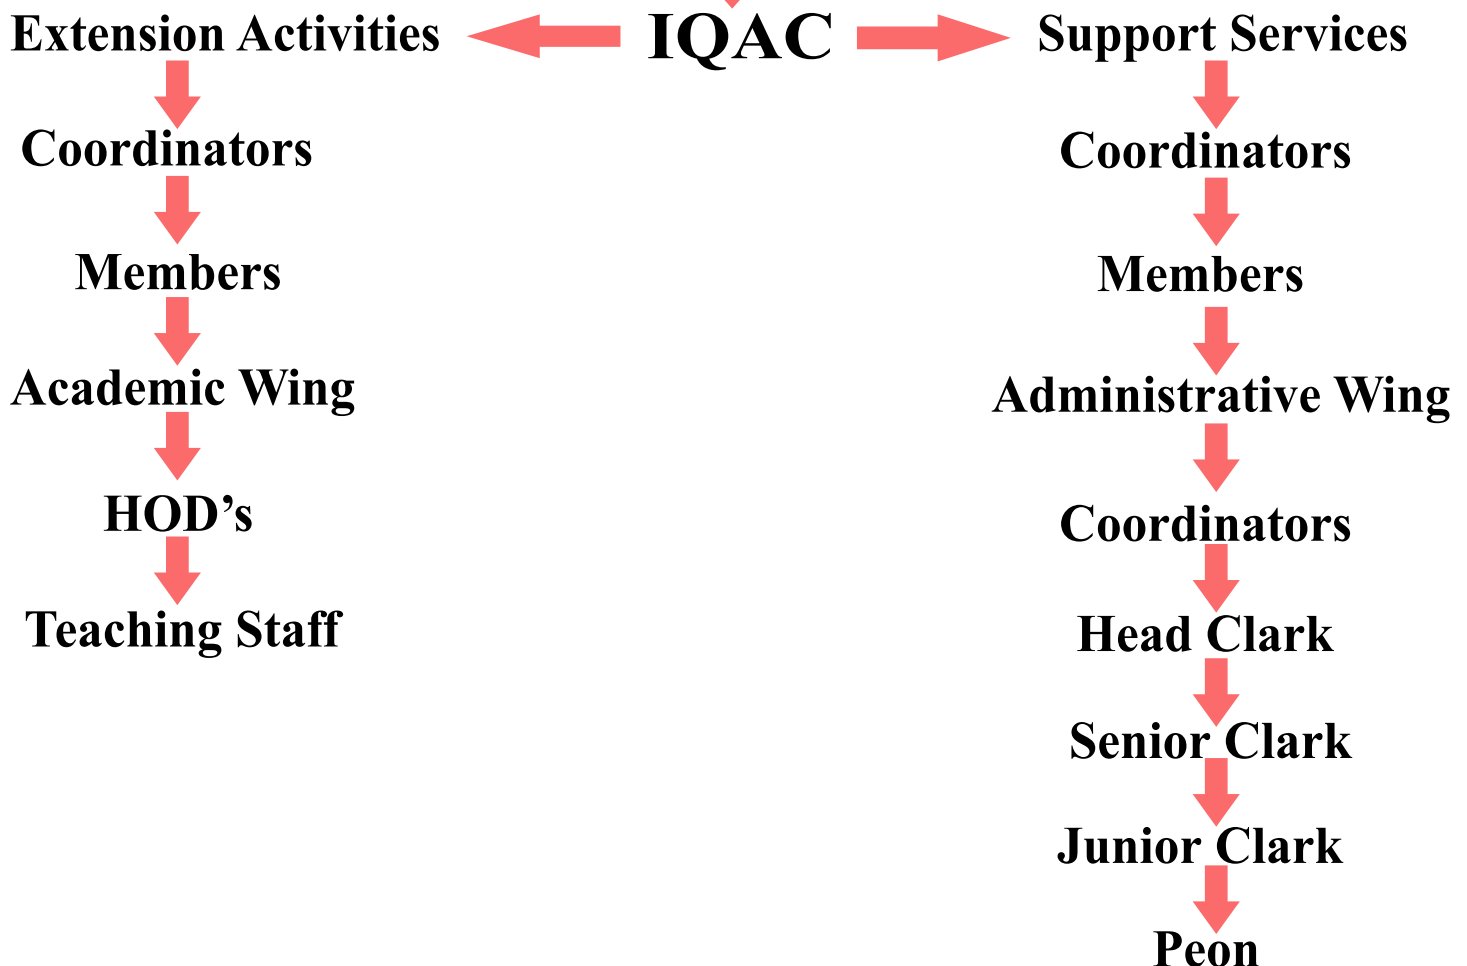 Extension Activities
IQAC
Support Services
Coordinators
Coordinators
Members
Members
Academic Wing
Administrative Wing
HOD’s
Coordinators
Teaching Staff
Head Clark
Senior Clark
Junior Clark
Peon